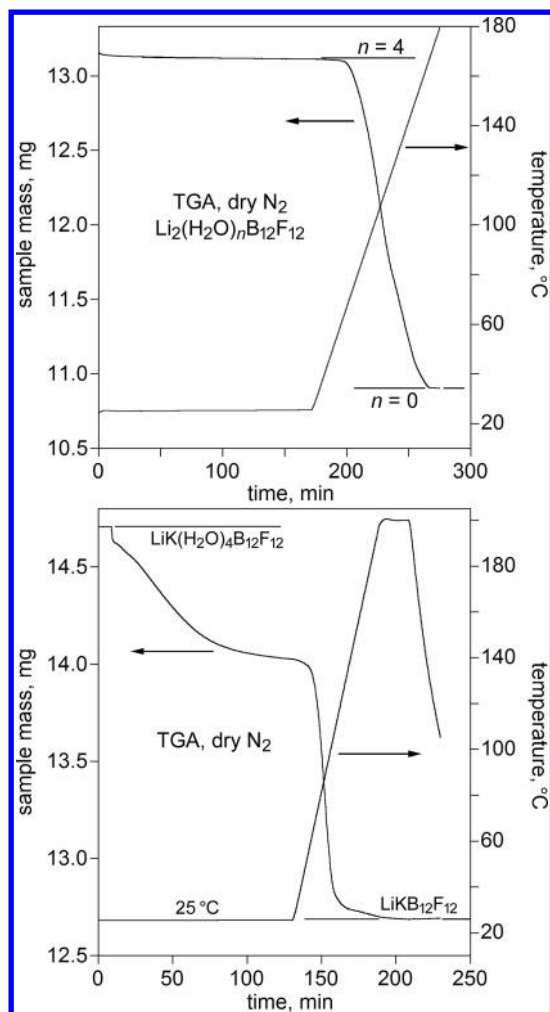 180
13.0
n = 4
140
12.5
sample mass, mg
temperature, °C
TGA, dry N₂
Li₂(H₂O)ₙB₁₂F₁₂
12.0
100
11.5
60
11.0
n = 0
20
10.5
0
100
200
300
time, min
LiK(H₂O)₄B₁₂F₁₂
14.5
180
sample mass, mg
temperature, °C
14.0
140
TGA, dry N₂
13.5
100
13.0
60
25 °C
LiKB₁₂F₁₂
20
12.5
0
50
100
150
200
250
time, min